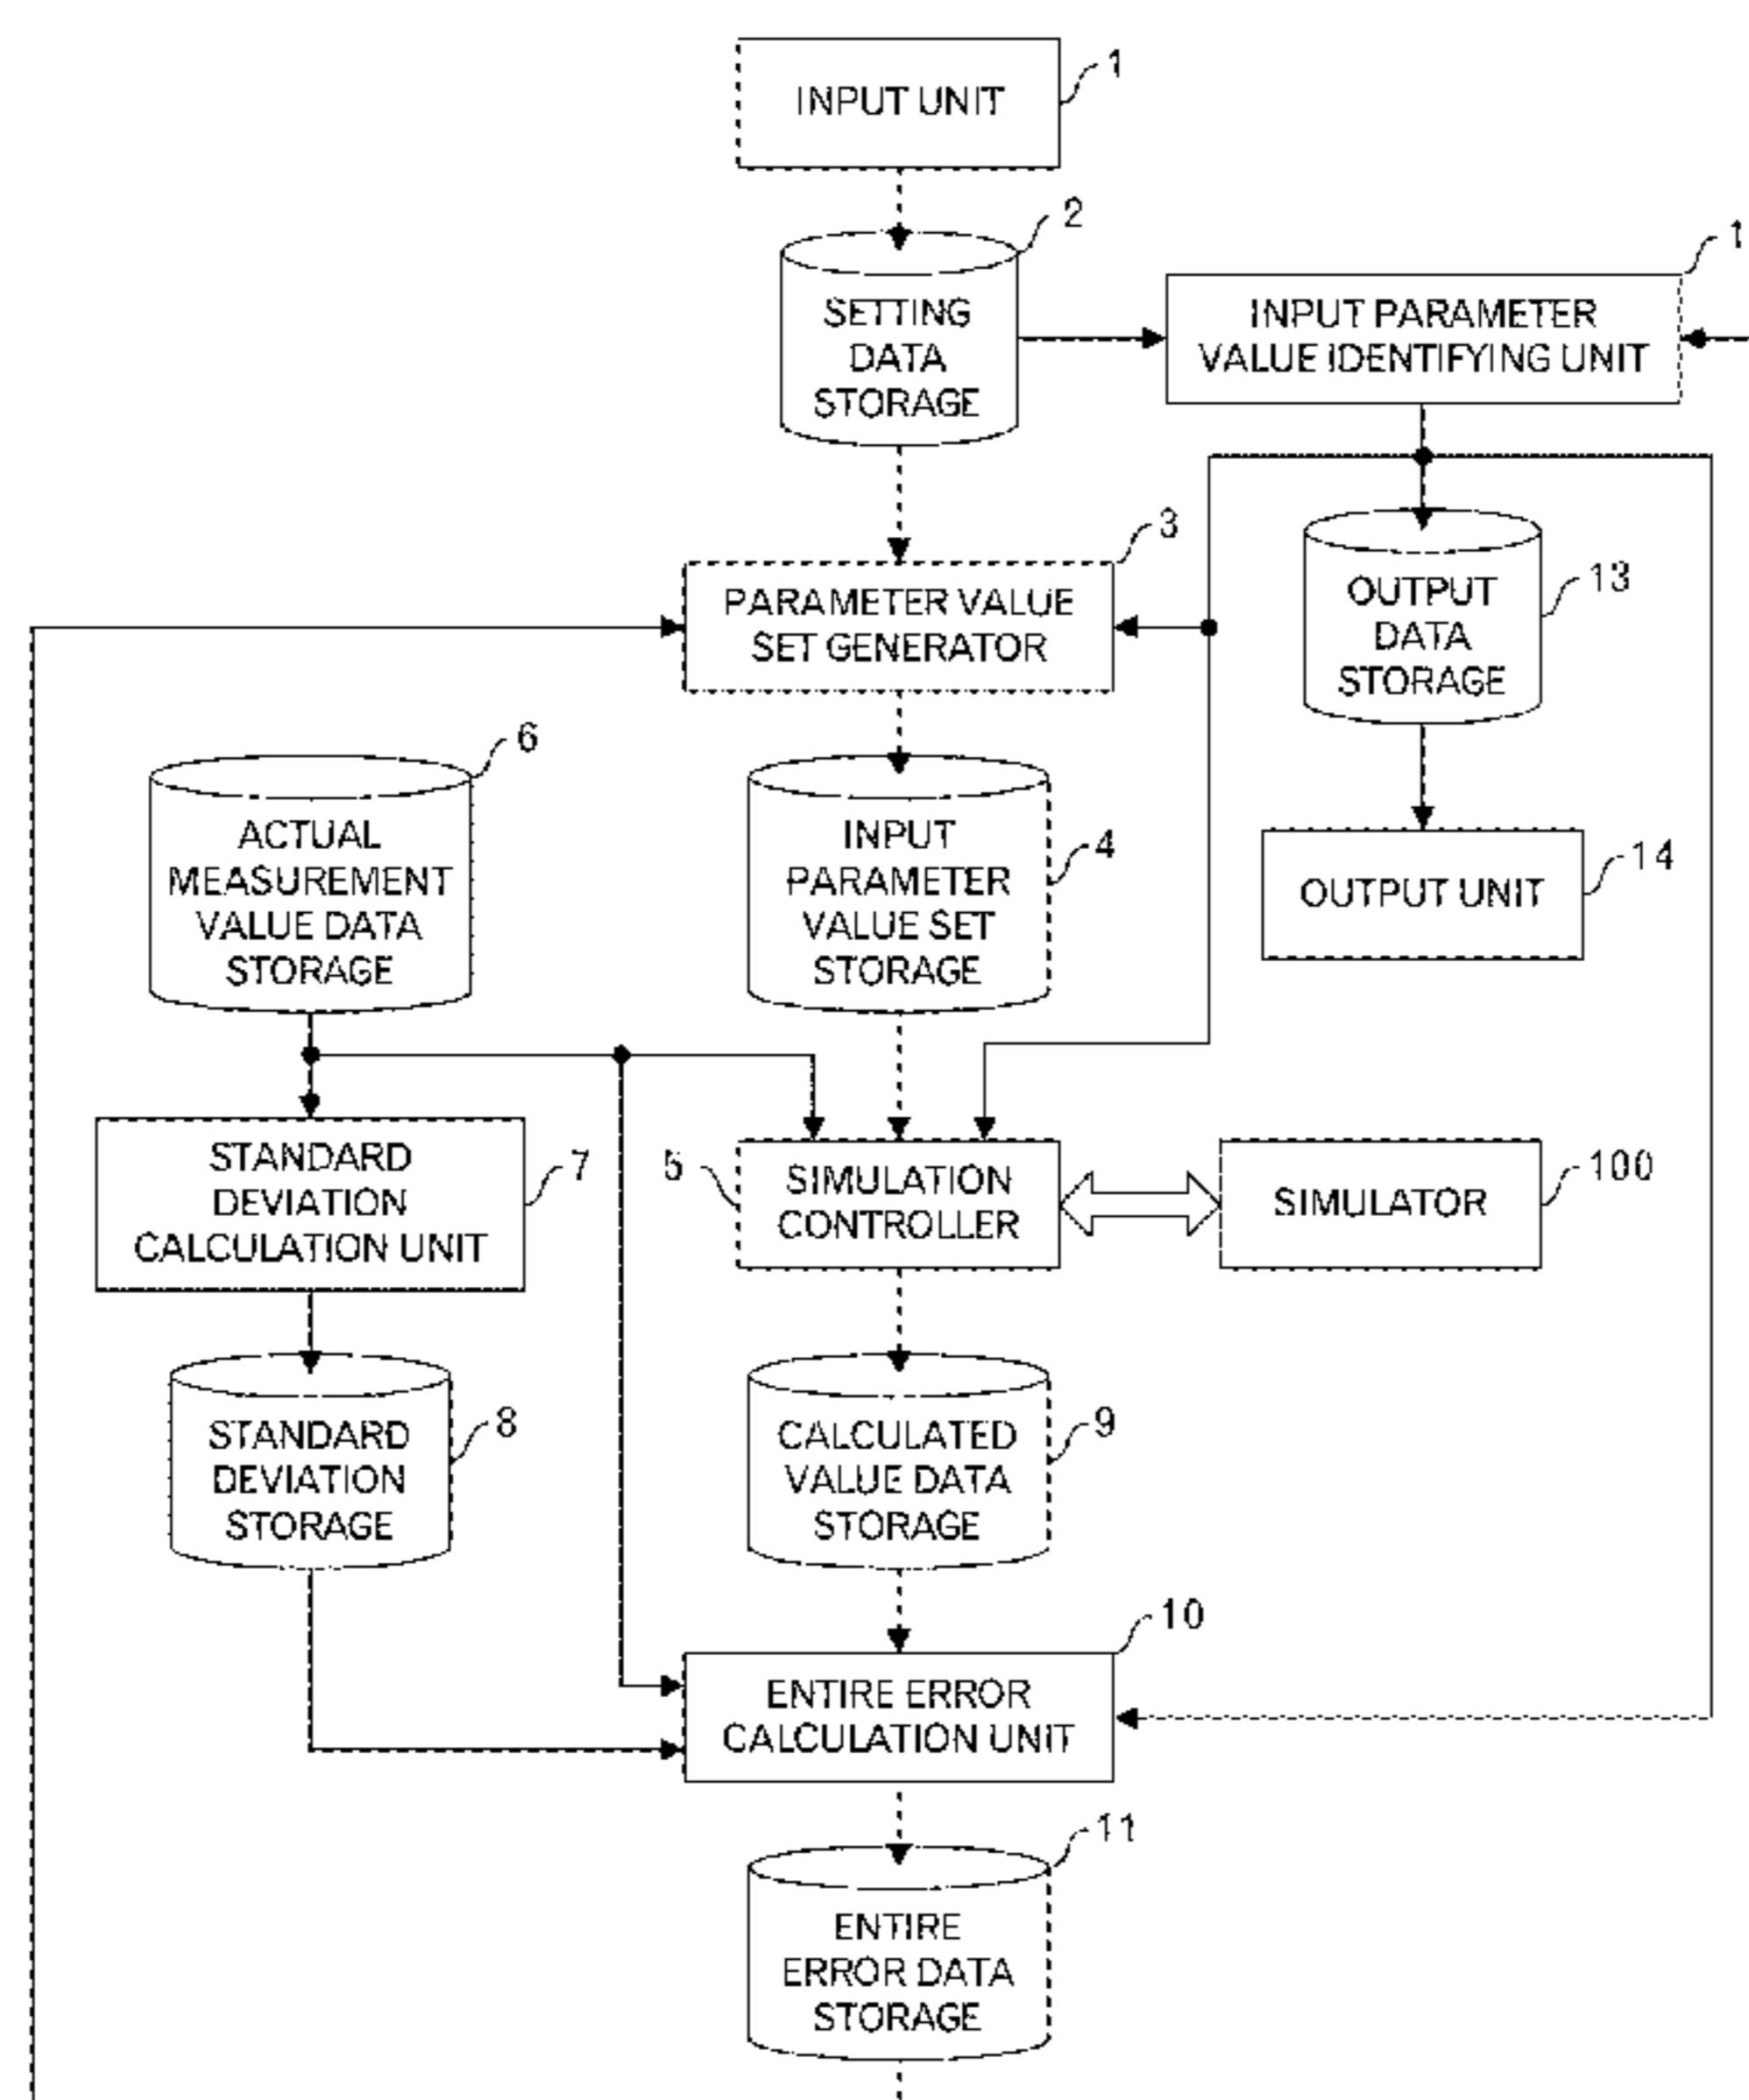 1
INPUT UNIT
2
1
SETTING
DATA
STORAGE
INPUT PARAMETER
VALUE IDENTIFYING UNIT
3
PARAMETER VALUE
SET GENERATOR
13
OUTPUT
DATA
STORAGE
6
ACTUAL
MEASUREMENT
VALUE DATA
STORAGE
4
INPUT
PARAMETER
VALUE SET
STORAGE
14
OUTPUT UNIT
7
STANDARD
DEVIATION
CALCULATION UNIT
5
SIMULATION
CONTROLLER
100
SIMULATOR
8
STANDARD
DEVIATION
STORAGE
9
CALCULATED
VALUE DATA
STORAGE
10
ENTIRE ERROR
CALCULATION UNIT
11
ENTIRE
ERROR DATA
STORAGE